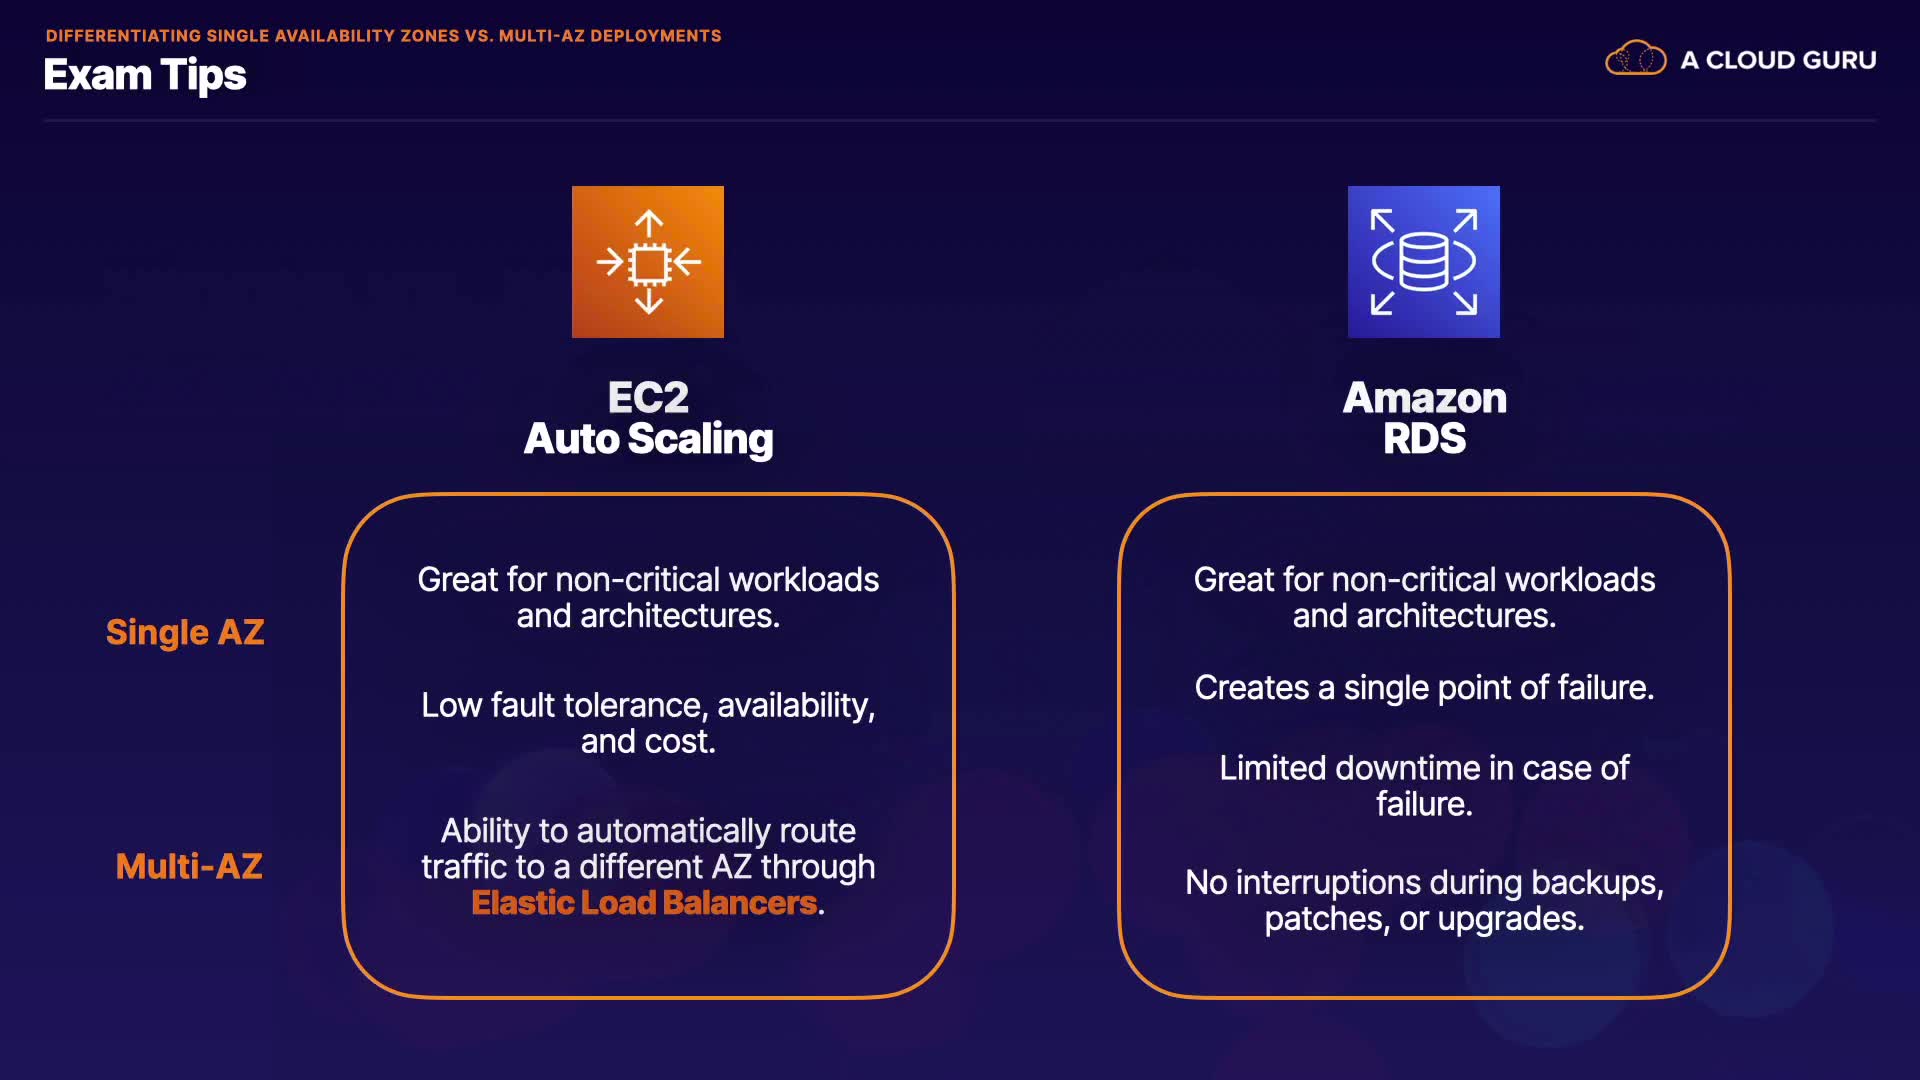 DIFFERENTIATING SINGLE AVAILABILITY ZONES VS. MULTI-AZ DEPLOYMENTS
Exam Tips
A CLOUD GURU
EC2
Auto Scaling
Amazon
RDS
Single AZ
Great for non-critical workloads
and architectures.
Low fault tolerance, availability,
and cost.
Great for non-critical workloads
and architectures.
Creates a single point of failure.
Multi-AZ
Ability to automatically route
traffic to a different AZ through
Elastic Load Balancers.
Limited downtime in case of
failure.
No interruptions during backups,
patches, or upgrades.